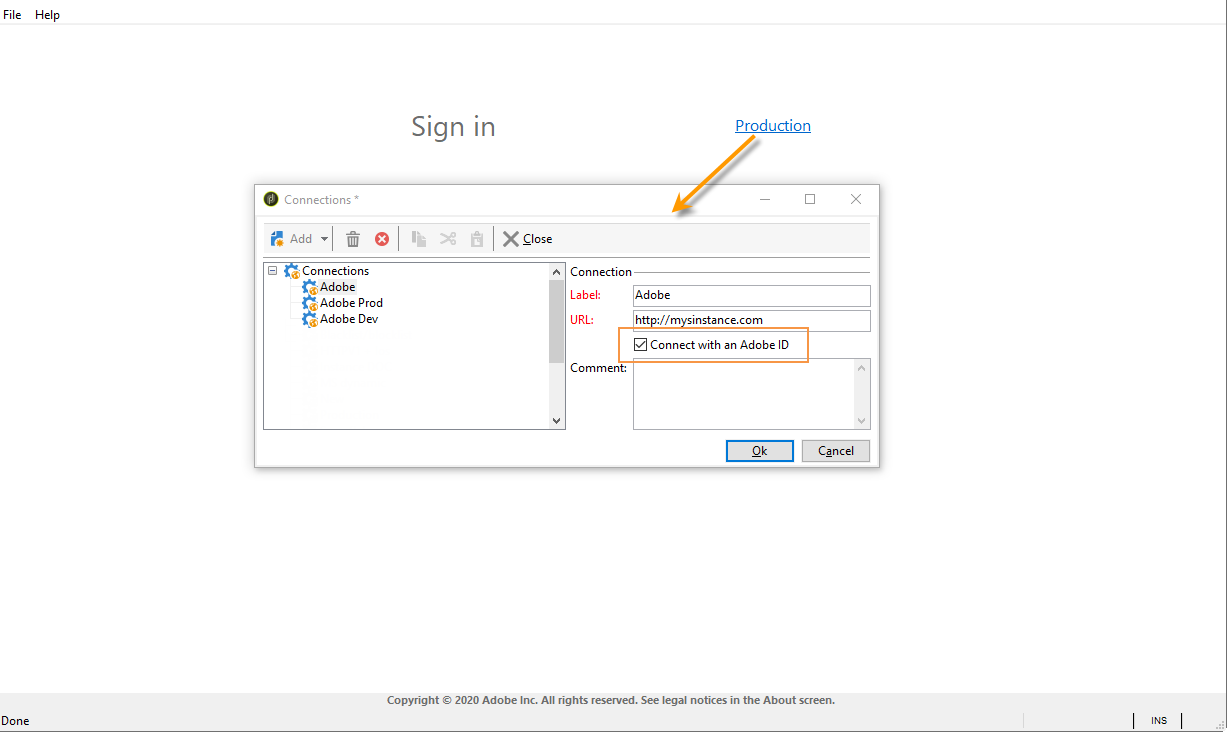 File Help
Sign in
Production
Connections *
Add
Close
Connections
Adobe
Adobe Prod
Adobe Dev
Connection
Label: Adobe
URL: http://mysinstance.com
Connect with an Adobe ID
Comment:
Ok Cancel
Copyright © 2020 Adobe Inc. All rights reserved. See legal notices in the About screen.
Done INS